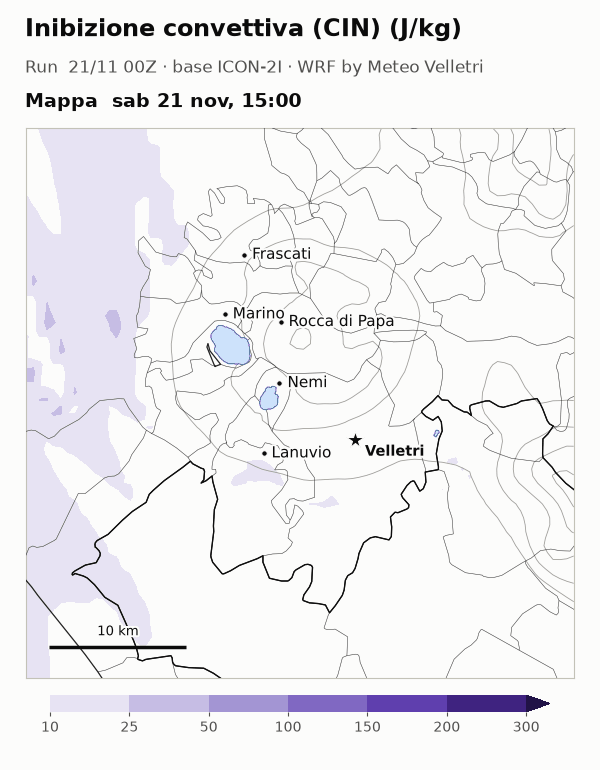 Inibizione convettiva (CIN) (J/kg)
Run  21/11 00Z · base ICON-2I · WRF by Meteo Velletri
Mappa  sab 21 nov, 15:00
Frascati
Marino
Rocca di Papa
Nemi
Velletri
Lanuvio
10 km
10 25 50 100 150 200 300